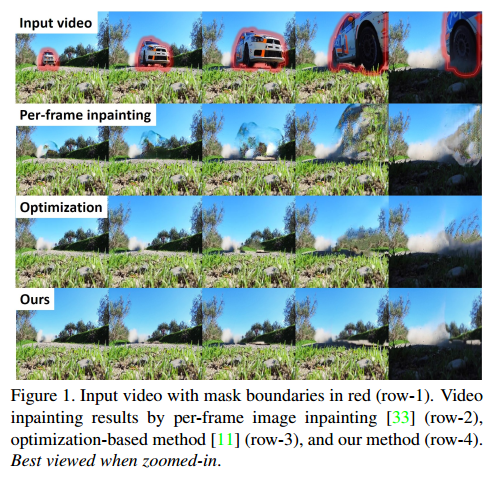 Input video
Per-frame inpainting
Optimization
Ours
Figure 1. Input video with mask boundaries in red (row-1). Video
inpainting results by per-frame image inpainting [33] (row-2),
optimization-based method [11] (row-3), and our method (row-4).
Best viewed when zoomed-in.